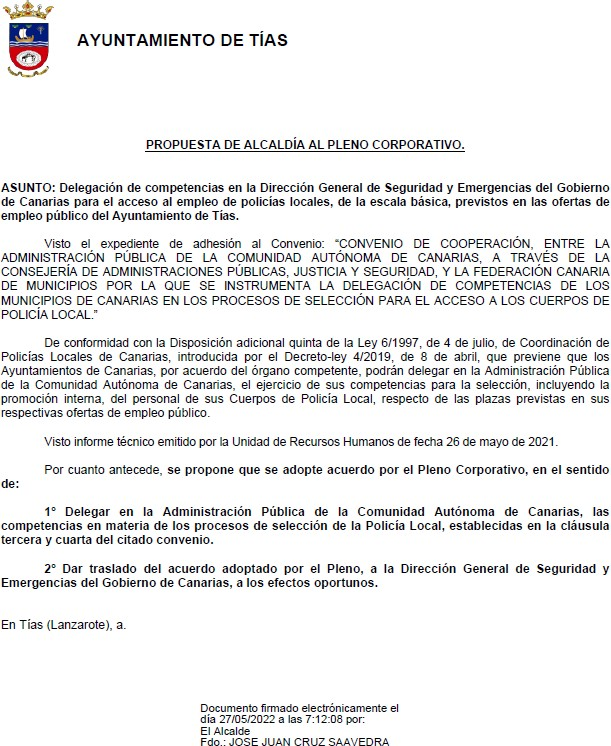 AYUNTAMIENTO DE TÍAS
PROPUESTA DE ALCALDÍA AL PLENO CORPORATIVO.
ASUNTO: Delegación de competencias en la Dirección General de Seguridad y Emergencias del Gobierno
de Canarias para el acceso al empleo de policías locales, de la escala básica, previstos en las ofertas de
empleo público del Ayuntamiento de Tías.
Visto el expediente de adhesión al Convenio: “CONVENIO DE COOPERACIÓN, ENTRE LA
ADMINISTRACIÓN PÚBLICA DE LA COMUNIDAD AUTÓNOMA DE CANARIAS, A TRAVÉS DE LA
CONSEJERÍA DE ADMINISTRACIONES PÚBLICAS, JUSTICIA Y SEGURIDAD, Y LA FEDERACIÓN CANARIA
DE MUNICIPIOS POR LA QUE SE INSTRUMENTA LA DELEGACIÓN DE COMPETENCIAS DE LOS
MUNICIPIOS DE CANARIAS EN LOS PROCESOS DE SELECCIÓN PARA EL ACCESO A LOS CUERPOS DE
POLICÍA LOCAL.”
De conformidad con la Disposición adicional quinta de la Ley 6/1997, de 4 de julio, de Coordinación de
Policías Locales de Canarias, introducida por el Decreto-ley 4/2019, de 8 de abril, que previene que los
Ayuntamientos de Canarias, por acuerdo del órgano competente, podrán delegar en la Administración Pública
de la Comunidad Autónoma de Canarias, el ejercicio de sus competencias para la selección, incluyendo la
promoción interna, del personal de sus Cuerpos de Policía Local, respecto de las plazas previstas en sus
respectivas ofertas de empleo público.
Visto informe técnico emitido por la Unidad de Recursos Humanos de fecha 26 de mayo de 2021.
Por cuanto antecede, se propone que se adopte acuerdo por el Pleno Corporativo, en el sentido
de:
1º Delegar en la Administración Pública de la Comunidad Autónoma de Canarias, las
competencias en materia de los procesos de selección de la Policía Local, establecidas en la cláusula
tercera y cuarta del citado convenio.
2º Dar traslado del acuerdo adoptado por el Pleno, a la Dirección General de Seguridad y
Emergencias del Gobierno de Canarias, a los efectos oportunos.
En Tías (Lanzarote), a.
Documento firmado electrónicamente el
día 27/05/2022 a las 7:12:08 por:
El Alcalde
Fdo.: JOSE JUAN CRUZ SAAVEDRA